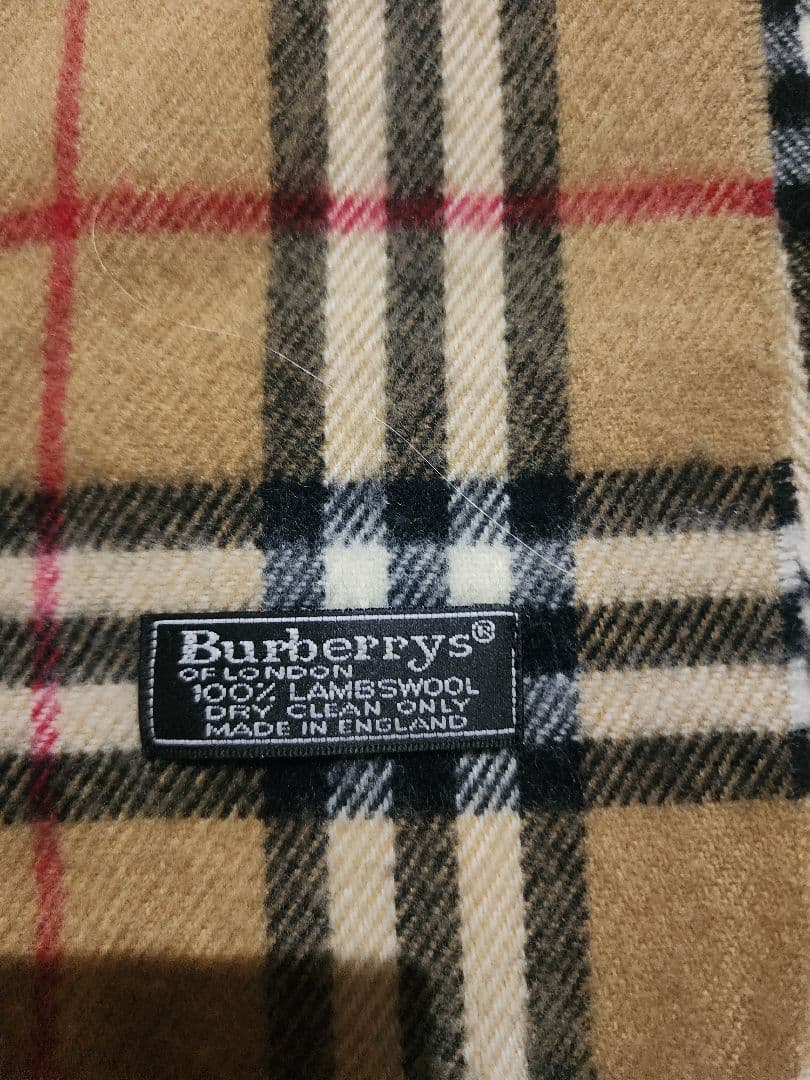 Burberrys®
OF LONDON
100% LAMBSWOOL
DRY CLEAN ONLY
MADE IN ENGLAND